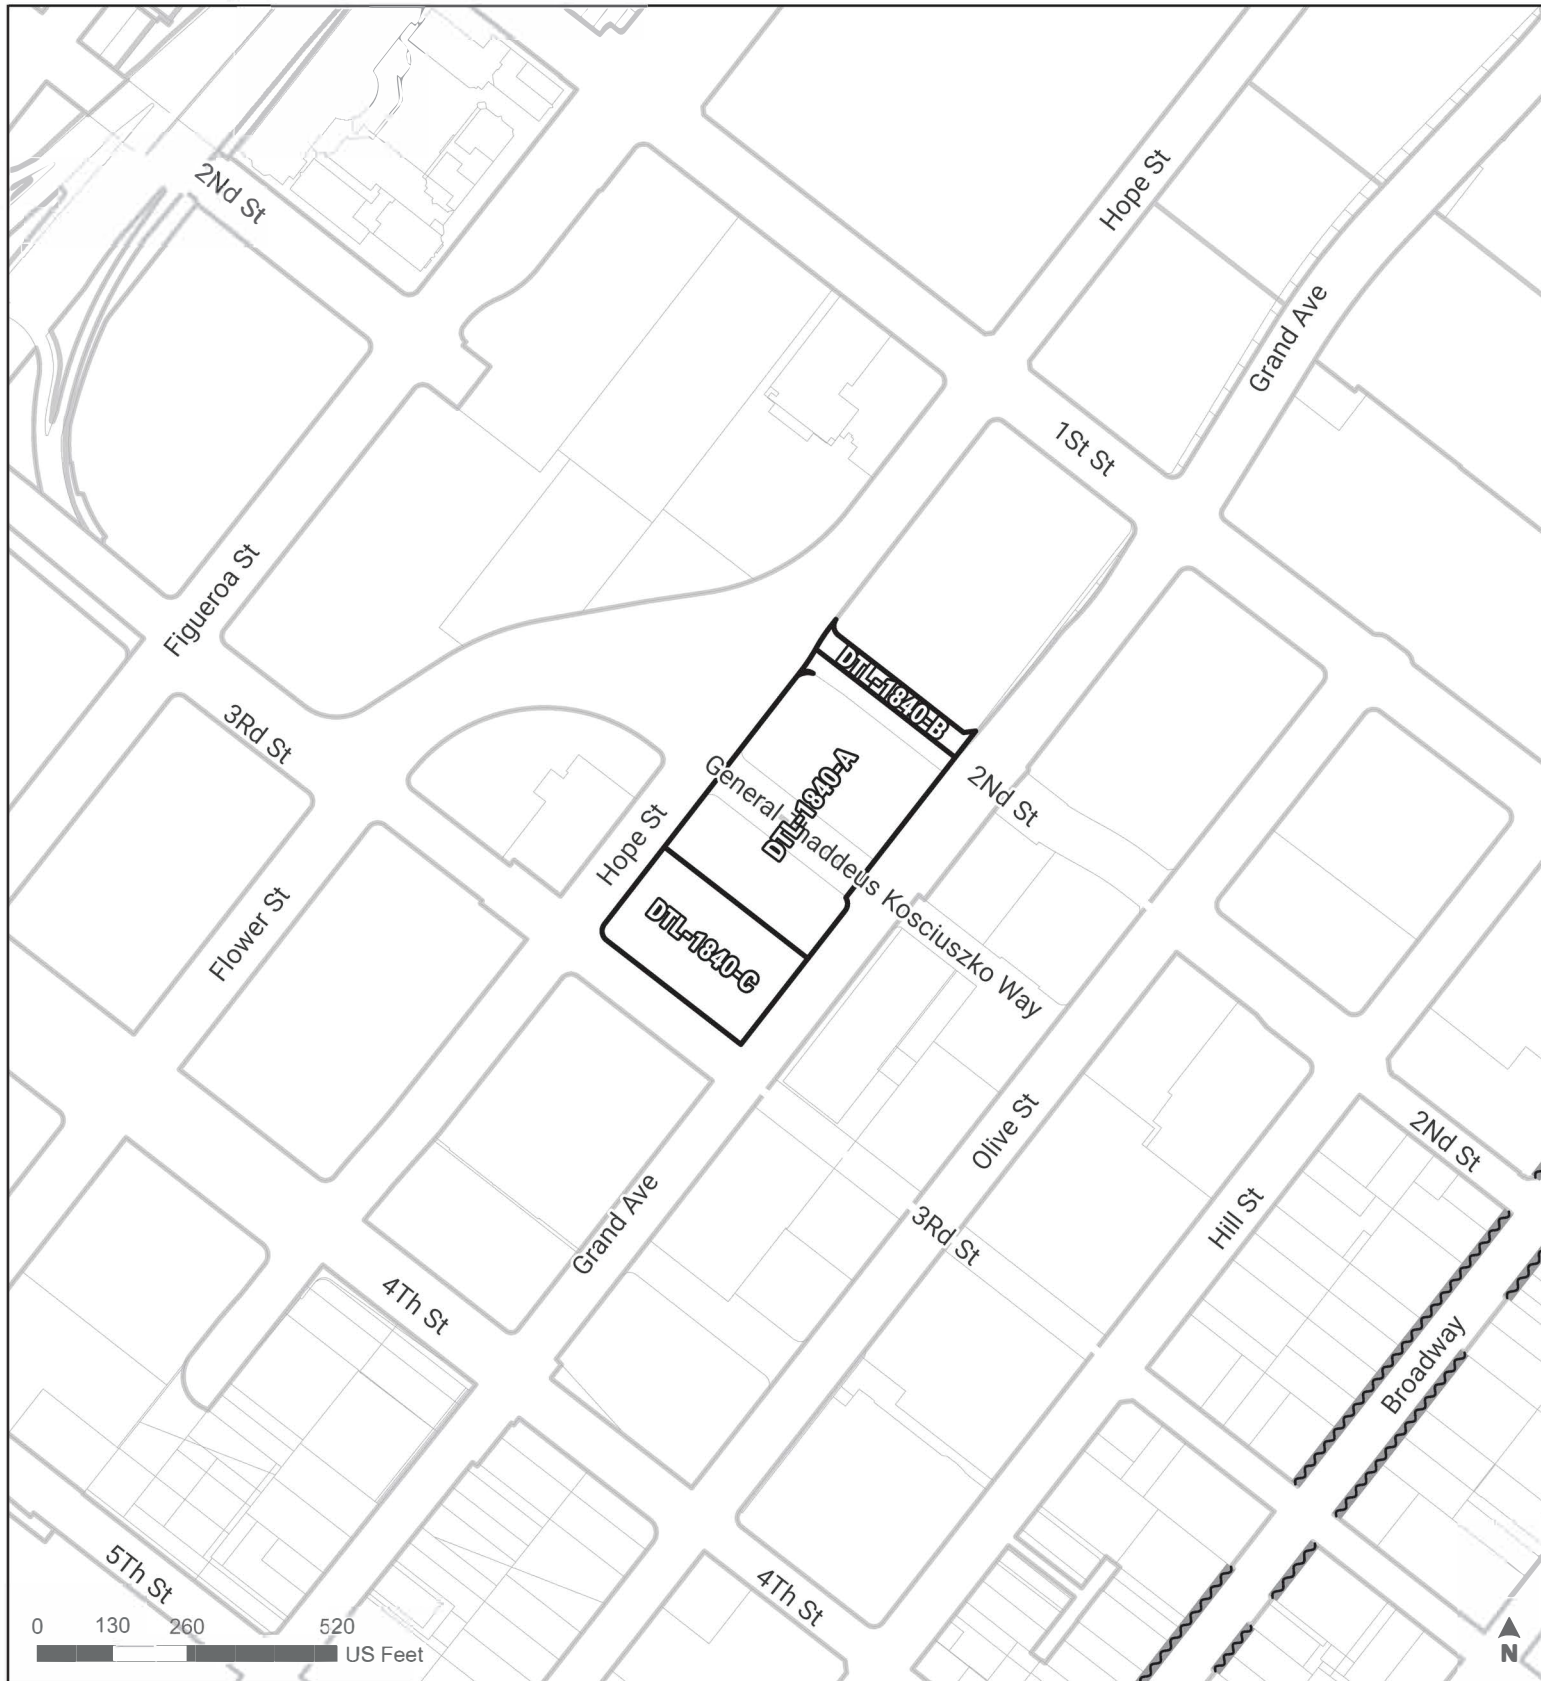 2Nd St
Hope St
Grand Ave
1St St
Figueroa St
3Rd St
DTL-1840-B
DTL-1840-A
General Thaddeus Kosciuszko Way
2Nd St
Hope St
DTL-1840-C
Flower St
Olive St
2Nd St
Grand Ave
3Rd St
Hill St
4Th St
Broadway
5Th St
4Th St
0 130 260 520
US Feet
N